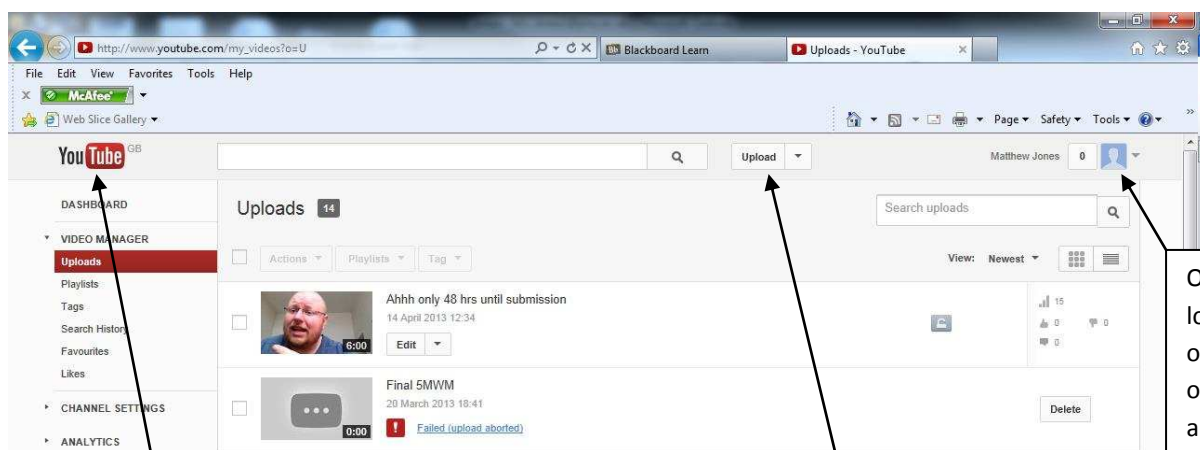 http://www.youtube.com/my_videos?o=U
Blackboard Learn
Uploads - YouTube
File Edit View Favorites Tools Help
X McAfee
Web Slice Gallery
Page Safety Tools
YouTube GB
Upload
Matthew Jones 0
DASHBOARD
Uploads 14
Search uploads
VIDEO MANAGER
Uploads
Actions Playlists Tag
View: Newest
Playlists
Tags
Search History
Favourites
Likes
CHANNEL SETTINGS
ANALYTICS
6:00
Ahhh only 48 hrs until submission
14 April 2013 12:34
Edit
15
0 0
0
0:00
Final 5MWM
20 March 2013 18:41
Failed (upload aborted)
Delete